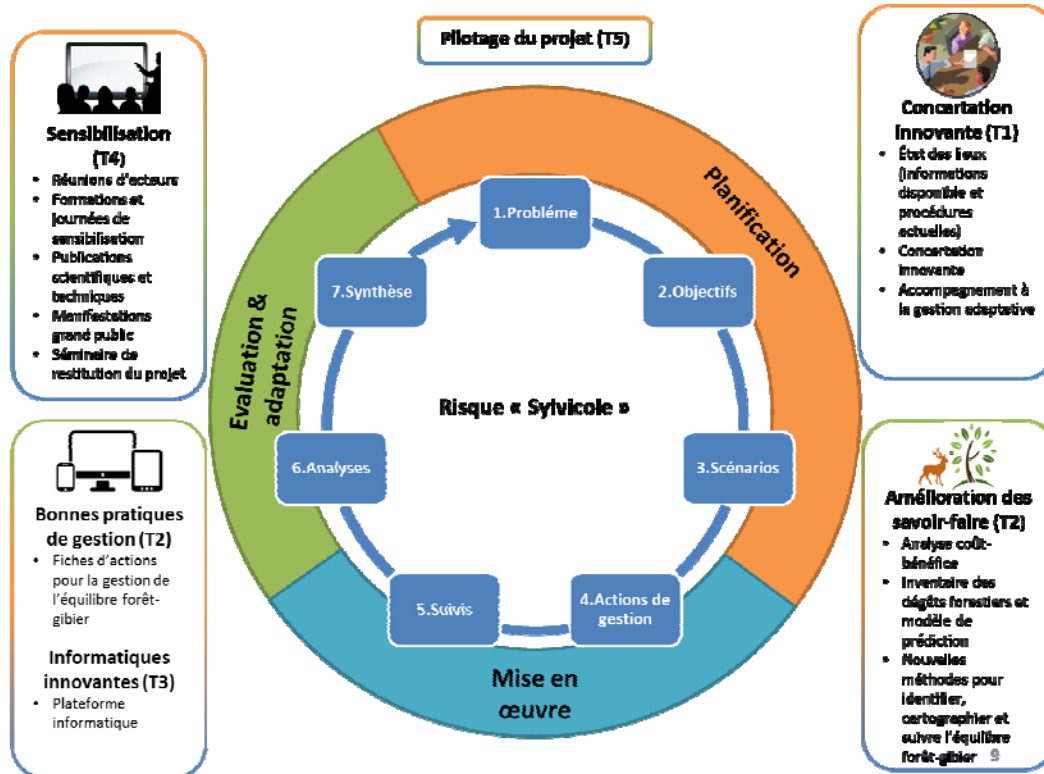 Pilotage du projet (T5)
Sensibilisation
(T4)
• Réunions d'acteurs
• Formations et
journées de
sensibilisation
• Publications
scientifiques et
techniques
• Manifestations
grand public
• Séminaire de
restitution du projet
Concertation
innovante (T1)
• État des lieux
(informations
disponible et
procédures
actuelles)
• Concertation
innovante
• Accompagnement à
la gestion adaptative
Planification
Evaluation &
adaptation
Mise en
œuvre
1.Probléme
2.Objectifs
3.Scénarios
4.Actions de
gestion
5.Suivis
6.Analyses
7.Synthèse
Risque « Sylvicole »
Bonnes pratiques
de gestion (T2)
• Fiches d'actions
pour la gestion de
l'équilibre forêt-
gibier
Informatiques
innovantes (T3)
• Plateforme
informatique
Amélioration des
savoir-faire (T2)
• Analyse coût-
bénéfice
• Inventaire des
dégâts forestiers et
modèle de
prédiction
• Nouvelles
méthodes pour
identifier,
cartographier et
suivre l'équilibre
forêt-gibier 9